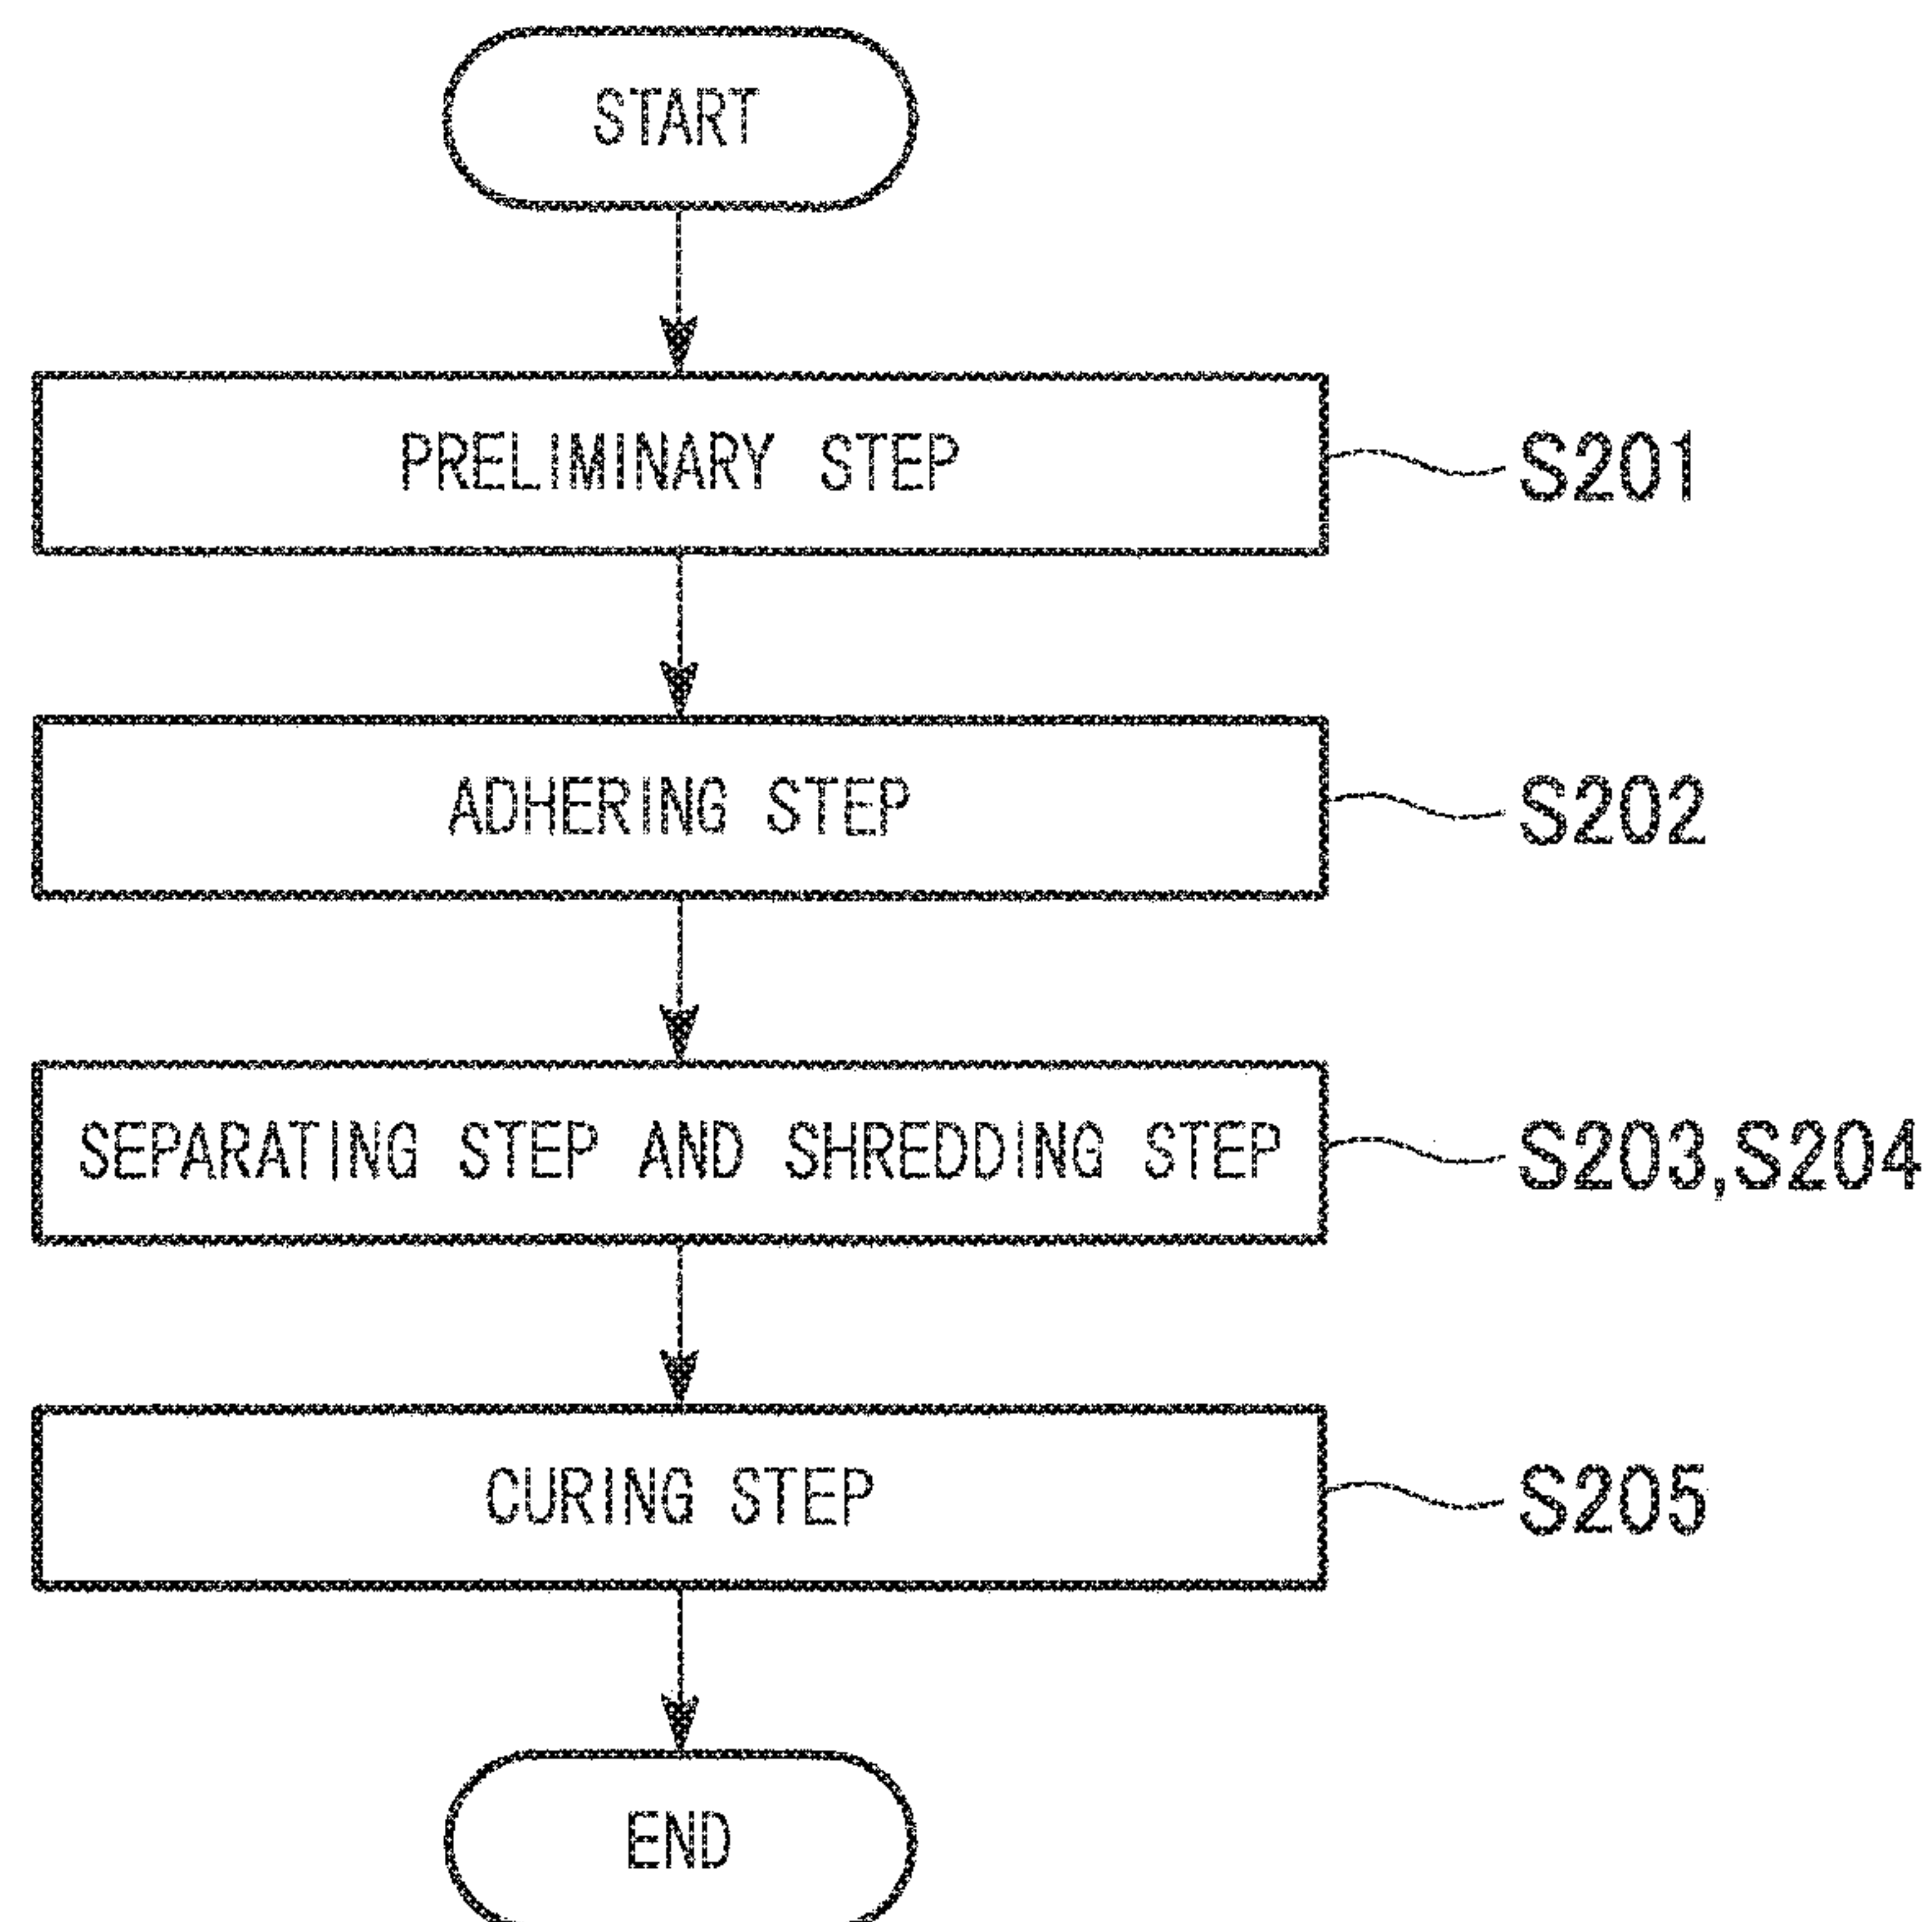 START
PRELIMINARY STEP
S201
ADHERING STEP
S202
SEPARATING STEP AND SHREDDING STEP
S203,S204
CURING STEP
S205
END